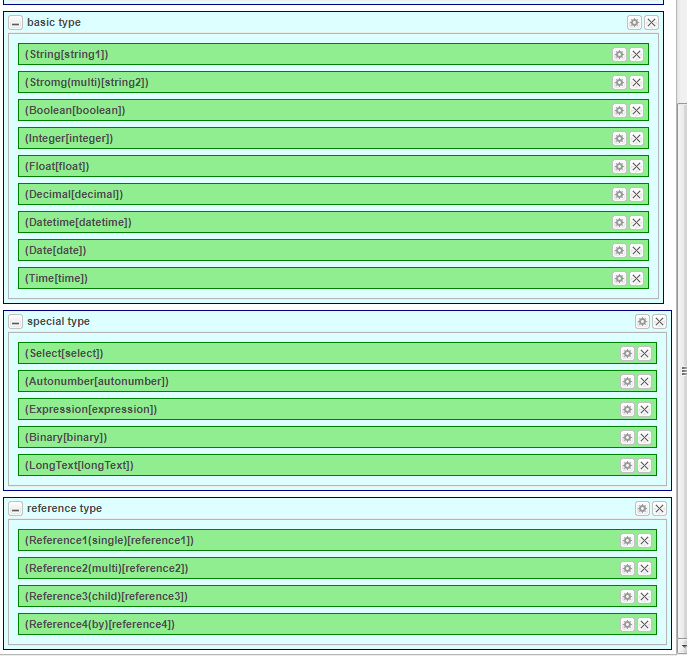 basic type
(String[string1])
(Stromg(multi)[string2])
(Boolean[boolean])
(Integer[integer])
(Float[float])
(Decimal[decimal])
(Datetime[datetime])
(Date[date])
(Time[time])
special type
(Select[select])
(Autonumber[autonumber])
(Expression[expression])
(Binary[binary])
(LongText[longText])
reference type
(Reference1(single)[reference1])
(Reference2(multi)[reference2])
(Reference3(child)[reference3])
(Reference4(by)[reference4])